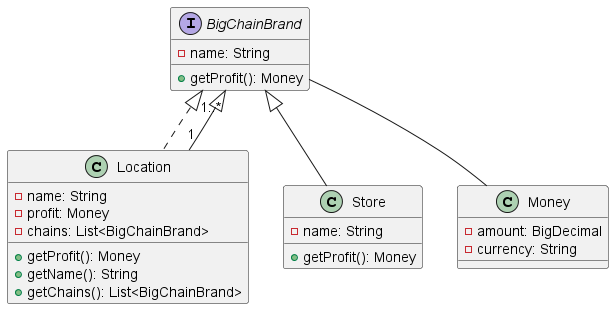 I BigChainBrand
name: String
getProfit(): Money
1..*
1
C Location
name: String
profit: Money
chains: List<BigChainBrand>
getProfit(): Money
getName(): String
getChains(): List<BigChainBrand>
C Store
name: String
getProfit(): Money
C Money
amount: BigDecimal
currency: String